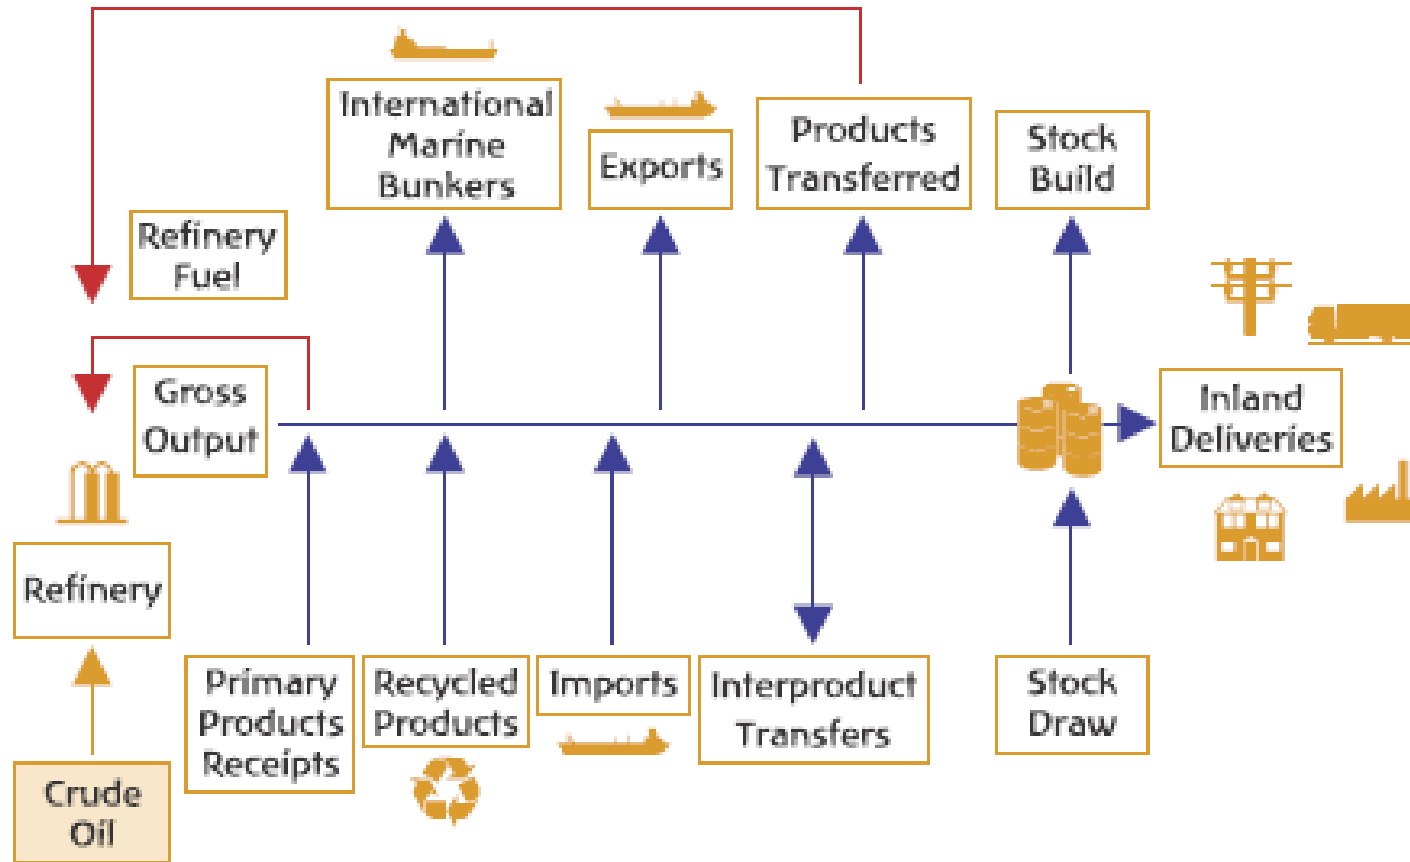 International
Marine
Bunkers
Exports
Products
Transferred
Stock
Build
Refinery
Fuel
Gross
Output
Inland
Deliveries
Refinery
Primary
Products
Receipts
Recycled
Products
Imports
Interproduct
Transfers
Stock
Draw
Crude
Oil